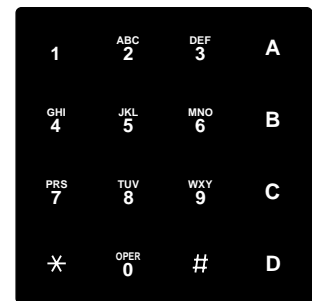 ABC DEF
1 2 3 A
GHI JKL MNO
4 5 6 B
PRS TUV WXY
7 8 9 C
OPER
* 0 # D